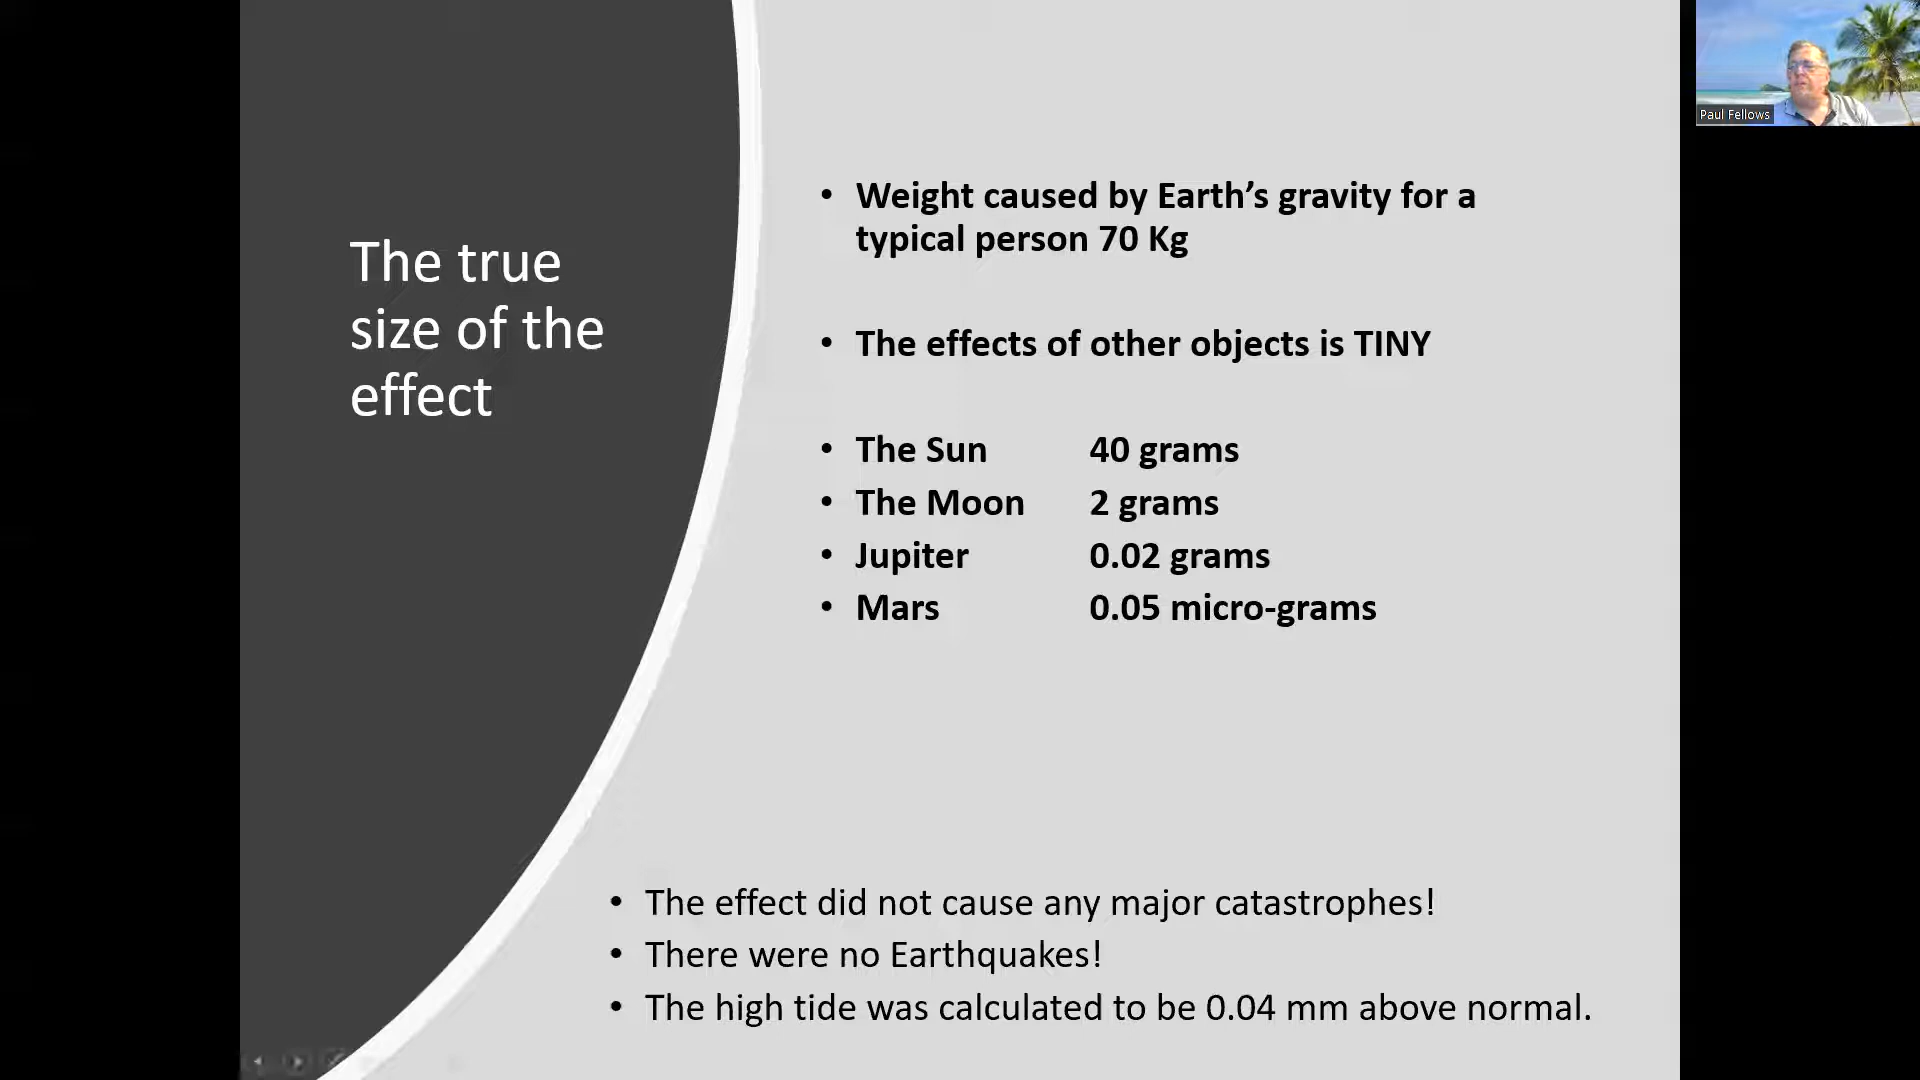 The true
size of the
effect
• Weight caused by Earth’s gravity for a
typical person 70 Kg
• The effects of other objects is TINY
• The Sun 40 grams
• The Moon 2 grams
• Jupiter 0.02 grams
• Mars 0.05 micro-grams
• The effect did not cause any major catastrophes!
• There were no Earthquakes!
• The high tide was calculated to be 0.04 mm above normal.
Paul Fellows